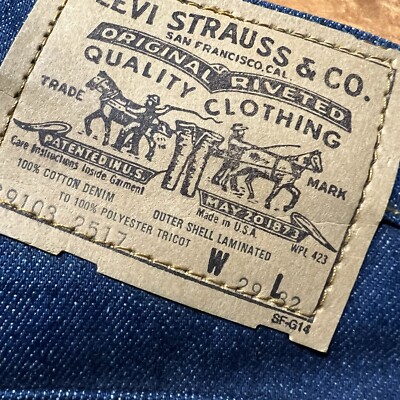 LEVI STRAUSS & CO.
SAN FRANCISCO, CAL.
ORIGINAL RIVETED
QUALITY CLOTHING
TRADE MARK
PATENTED IN U.S.
MAY 20 1873
Care Instructions Inside Garment
Made in U.S.A.
WPL 423
100% COTTON DENIM OUTER SHELL LAMINATED
TO 100% POLYESTER TRICOT
W L
9103 2517 29 32
SF-G14